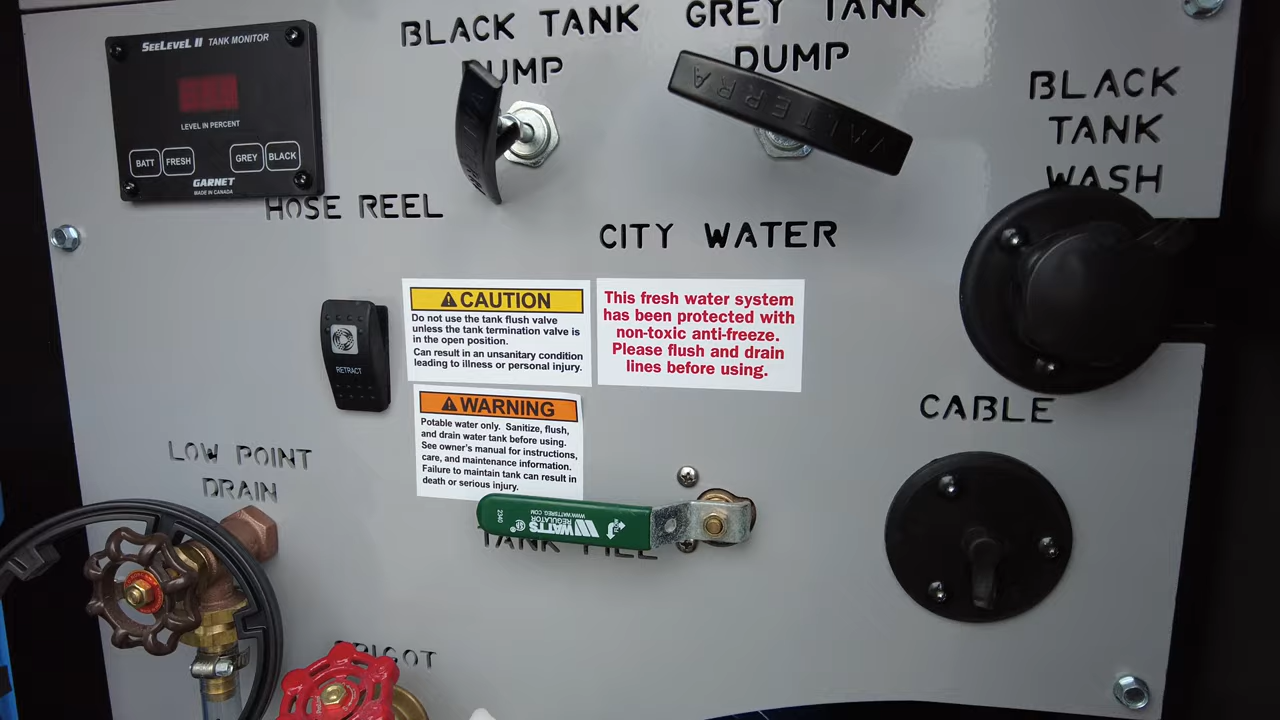 SEELEVEL II TANK MONITOR
LEVEL IN PERCENT
BATT
FRESH
GREY
BLACK
GARNET
MADE IN CANADA
BLACK TANK
DUMP
GREY TANK
DUMP
VALTERRA
BLACK
TANK
WASH
HOSE REEL
CITY WATER
RETRACT
CAUTION
Do not use the tank flush valve
unless the tank termination valve is
in the open position.
Can result in an unsanitary condition
leading to illness or personal injury.
This fresh water system
has been protected with
non-toxic anti-freeze.
Please flush and drain
lines before using.
WARNING
Potable water only. Sanitize, flush,
and drain water tank before using.
See owner's manual for instructions,
care, and maintenance information.
Failure to maintain tank can result in
death or serious injury.
CABLE
LOW POINT
DRAIN
WATTS
REGULATOR
WWW.WATTSREG.COM
TANK FILL
SPIGOT